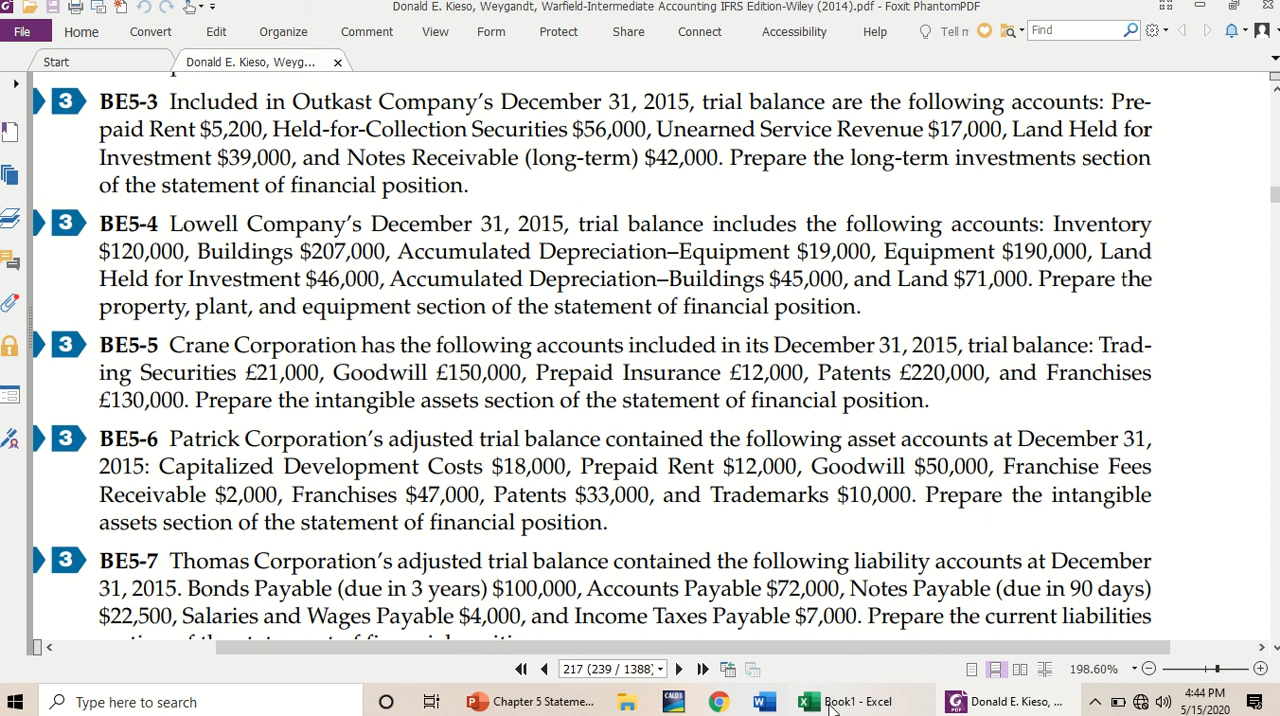 Donald E. Kieso, Weygandt, Warfield-Intermediate Accounting IFRS Edition-Wiley (2014).pdf - Foxit PhantomPDF
File Home Convert Edit Organize Comment View Form Protect Share Connect Accessibility Help Tell n Find
Start Donald E. Kieso, Weyg... ×
3 BE5-3 Included in Outkast Company's December 31, 2015, trial balance are the following accounts: Pre-
paid Rent $5,200, Held-for-Collection Securities $56,000, Unearned Service Revenue $17,000, Land Held for
Investment $39,000, and Notes Receivable (long-term) $42,000. Prepare the long-term investments section
of the statement of financial position.
3 BE5-4 Lowell Company's December 31, 2015, trial balance includes the following accounts: Inventory
$120,000, Buildings $207,000, Accumulated Depreciation–Equipment $19,000, Equipment $190,000, Land
Held for Investment $46,000, Accumulated Depreciation–Buildings $45,000, and Land $71,000. Prepare the
property, plant, and equipment section of the statement of financial position.
3 BE5-5 Crane Corporation has the following accounts included in its December 31, 2015, trial balance: Trad-
ing Securities £21,000, Goodwill £150,000, Prepaid Insurance £12,000, Patents £220,000, and Franchises
£130,000. Prepare the intangible assets section of the statement of financial position.
3 BE5-6 Patrick Corporation's adjusted trial balance contained the following asset accounts at December 31,
2015: Capitalized Development Costs $18,000, Prepaid Rent $12,000, Goodwill $50,000, Franchise Fees
Receivable $2,000, Franchises $47,000, Patents $33,000, and Trademarks $10,000. Prepare the intangible
assets section of the statement of financial position.
3 BE5-7 Thomas Corporation's adjusted trial balance contained the following liability accounts at December
31, 2015. Bonds Payable (due in 3 years) $100,000, Accounts Payable $72,000, Notes Payable (due in 90 days)
$22,500, Salaries and Wages Payable $4,000, and Income Taxes Payable $7,000. Prepare the current liabilities
217 (239 / 1388) 198.60%
Type here to search Chapter 5 Stateme... Book1 - Excel Donald E. Kieso, ... 4:44 PM
5/15/2020